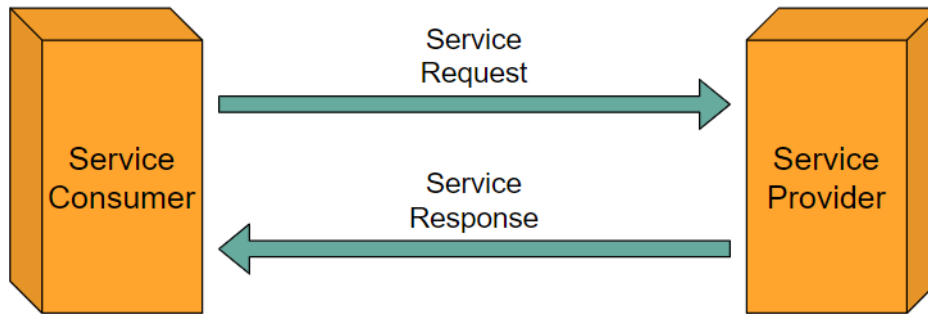 Service
Request
Service
Consumer
Service
Provider
Service
Response